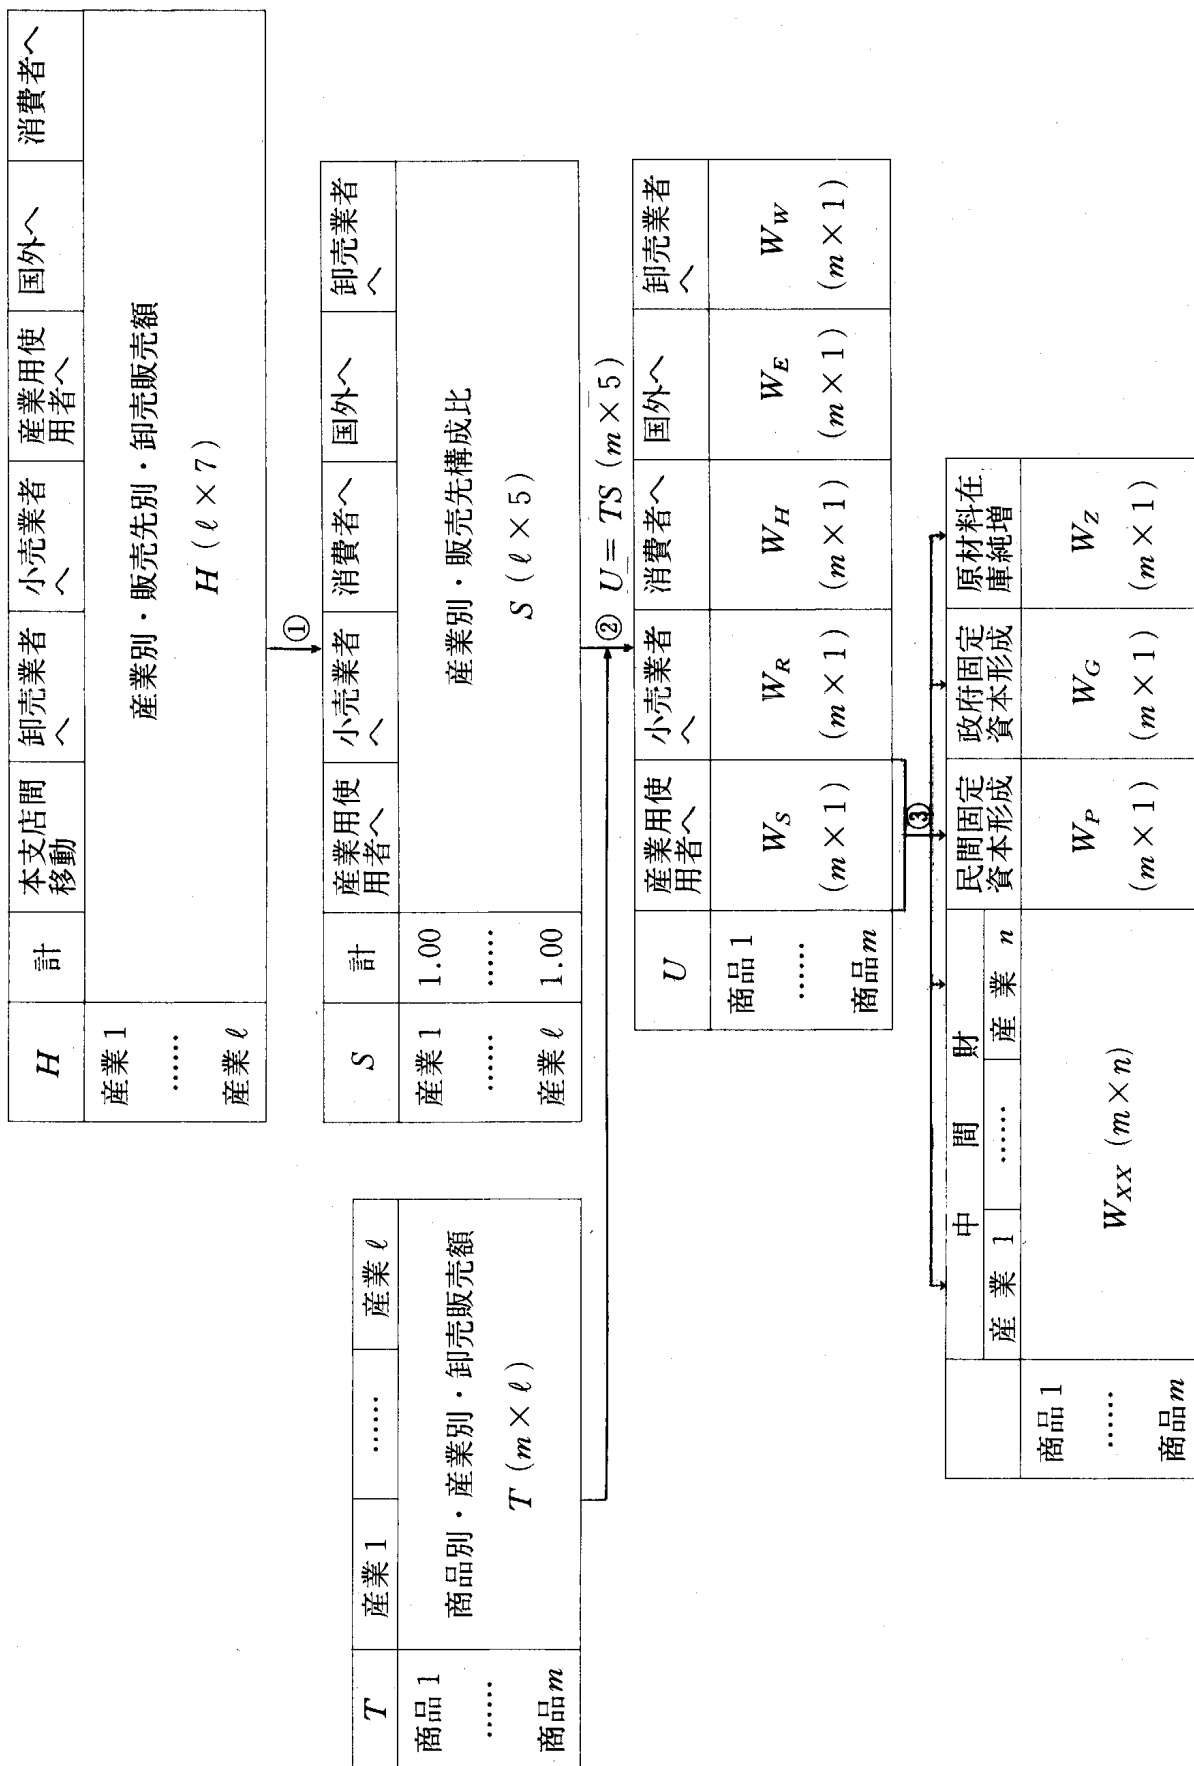 H
計
本支店間
移動
卸売業者
へ
小売業者
へ
産業用使
用者へ
国外へ
消費者へ
産業1
……
産業ℓ
産業別・販売先別・卸売販売額
H (ℓ×7)
①
S
計
産業用使
用者へ
小売業者
へ
消費者へ
国外へ
卸売業者
へ
産業1
……
産業ℓ
1.00
……
1.00
産業別・販売先構成比
S (ℓ×5)
T
産業1
……
産業ℓ
商品1
……
商品m
商品別・産業別・卸売販売額
T (m×ℓ)
② U=TS (m×5)
U
産業用使
用者へ
小売業者
へ
消費者へ
国外へ
卸売業者
へ
商品1
……
商品m
W_S
(m×1)
W_R
(m×1)
W_H
(m×1)
W_E
(m×1)
W_W
(m×1)
③
中間財
産業1
……
産業n
民間固定
資本形成
政府固定
資本形成
原材料在
庫純増
商品1
……
商品m
W_XX (m×n)
W_P
(m×1)
W_G
(m×1)
W_Z
(m×1)